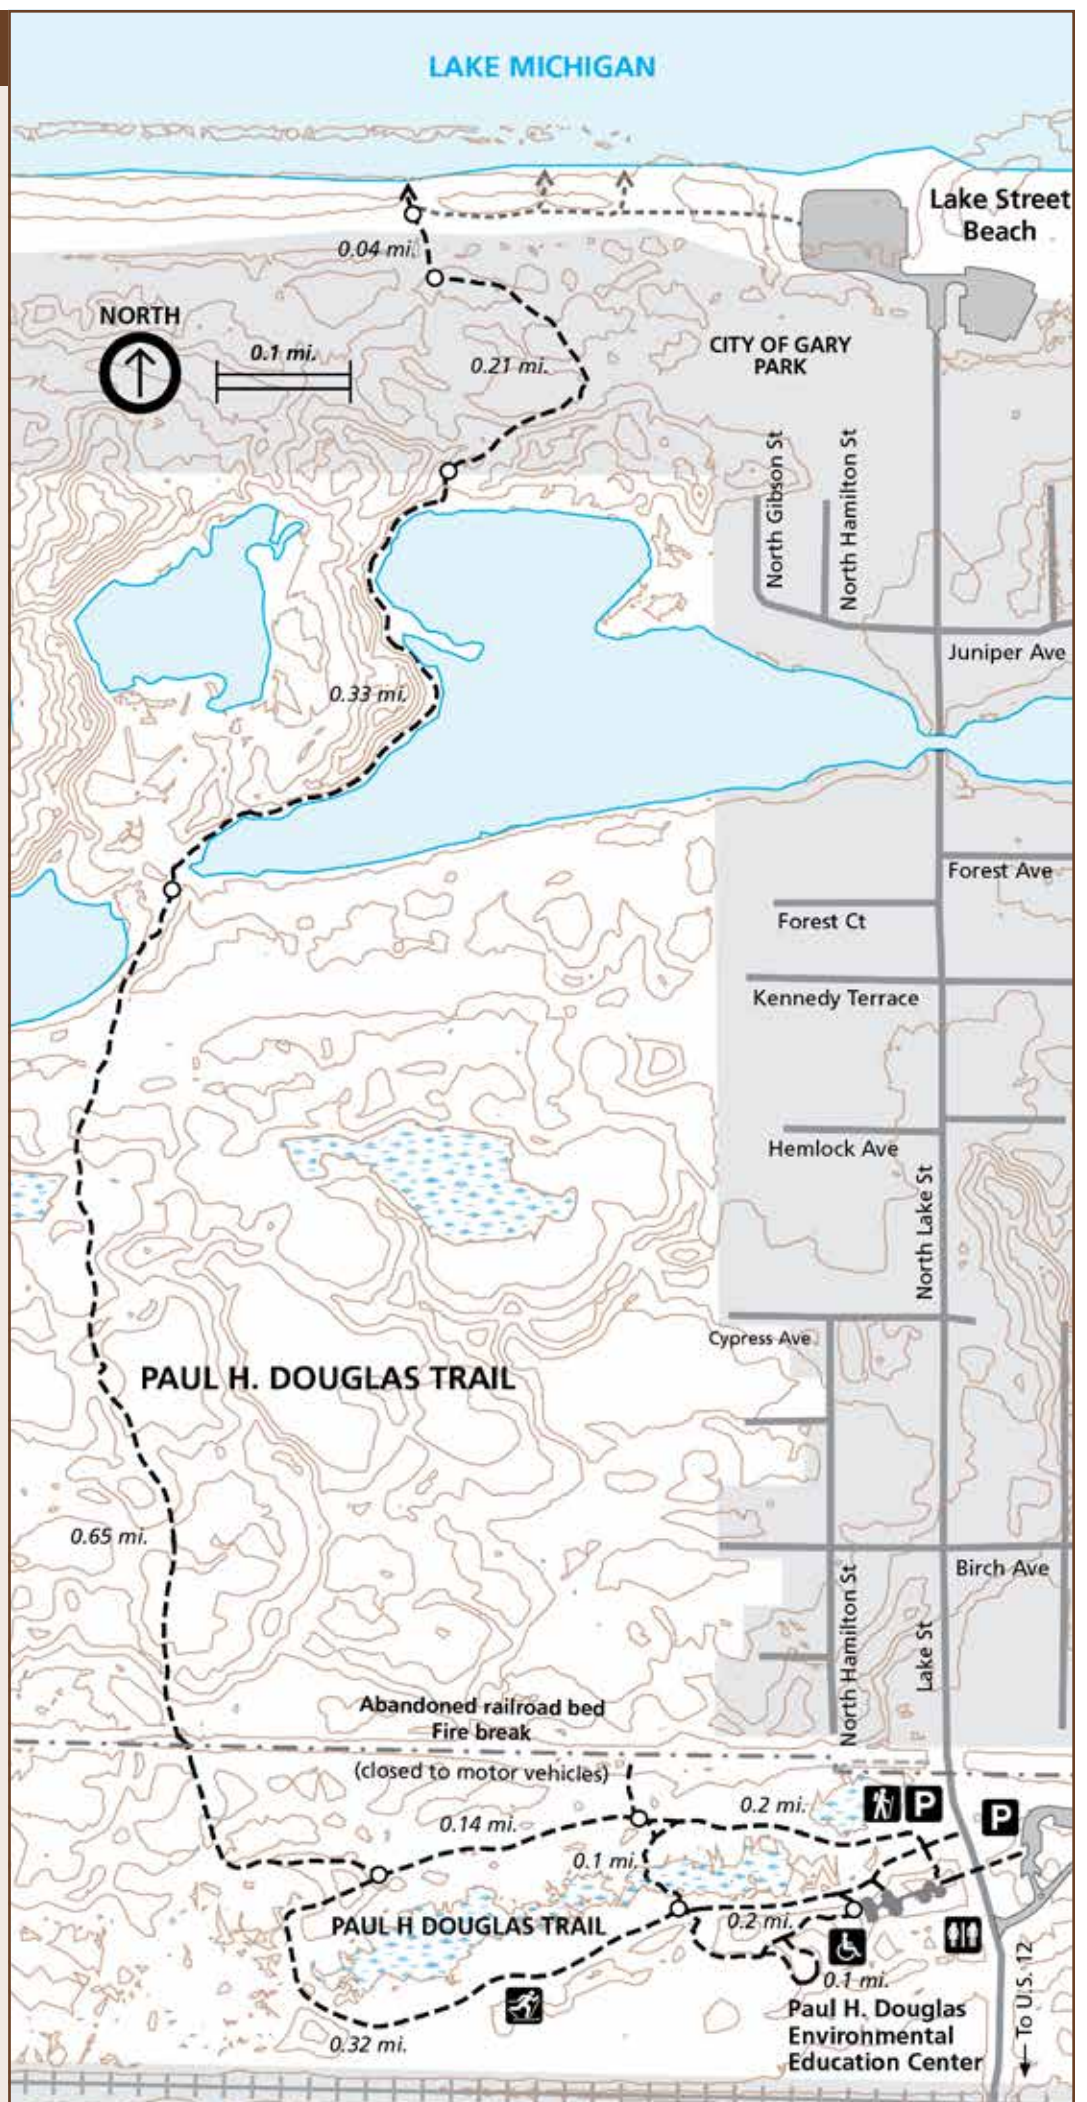 LAKE MICHIGAN
Lake Street
Beach
0.04 mi.
NORTH
0.1 mi.
0.21 mi.
CITY OF GARY
PARK
North Gibson St
North Hamilton St
Juniper Ave
0.33 mi.
Forest Ave
Forest Ct
Kennedy Terrace
Hemlock Ave
North Lake St
Cypress Ave
PAUL H. DOUGLAS TRAIL
0.65 mi.
Birch Ave
North Hamilton St
Lake St
Abandoned railroad bed
Fire break
(closed to motor vehicles)
0.2 mi.
P
P
0.14 mi.
0.1 mi.
PAUL H DOUGLAS TRAIL
0.2 mi.
0.1 mi.
To U.S. 12
Paul H. Douglas
Environmental
Education Center
0.32 mi.